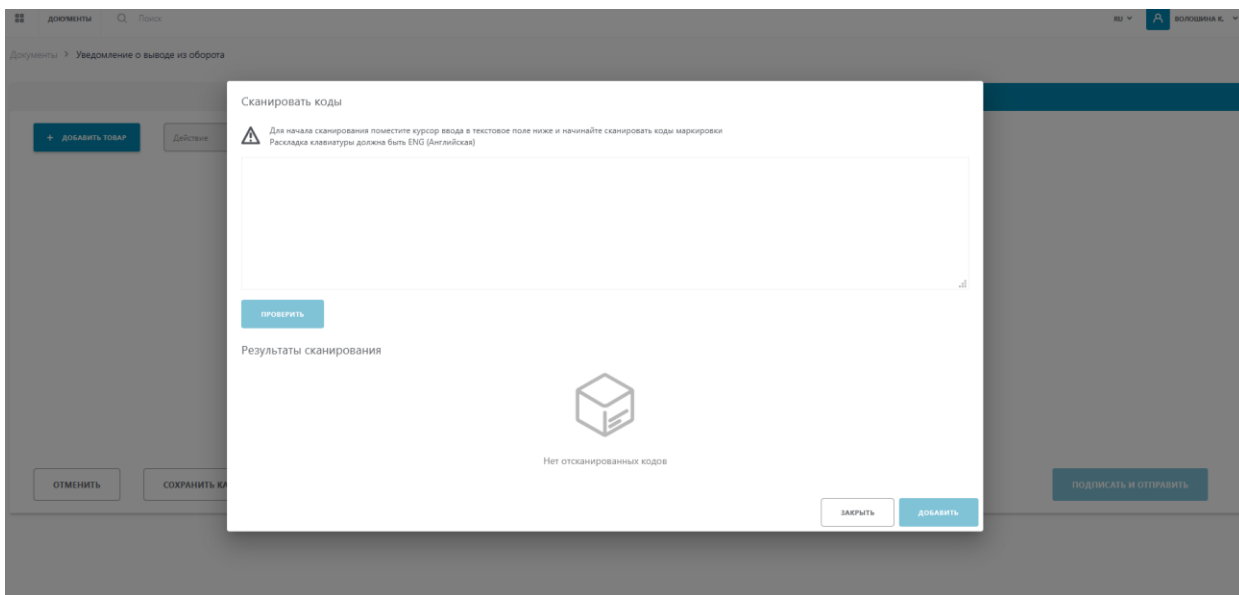 ДОКУМЕНТЫ Поиск RU ВОЛОШИНА К.
Документы > Уведомление о выводе из оборота
Сканировать коды
Для начала сканирования поместите курсор ввода в текстовое поле ниже и начинайте сканировать коды маркировки
Раскладка клавиатуры должна быть ENG (Английская)
+ ДОБАВИТЬ ТОВАР Действие
ПРОВЕРИТЬ
Результаты сканирования
Нет отсканированных кодов
ОТМЕНИТЬ СОХРАНИТЬ КА ПОДПИСАТЬ И ОТПРАВИТЬ
ЗАКРЫТЬ ДОБАВИТЬ